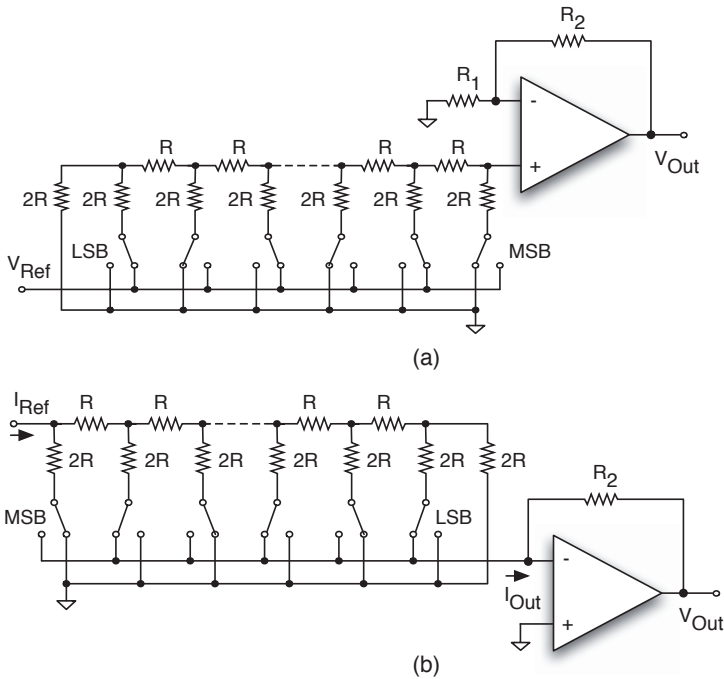 R2
R1
-
+
VOut
R R R R
2R 2R 2R 2R 2R 2R 2R
LSB MSB
VRef
(a)
IRef
R R R R
2R 2R 2R 2R 2R 2R 2R
MSB LSB
R2
-
+
IOut
VOut
(b)